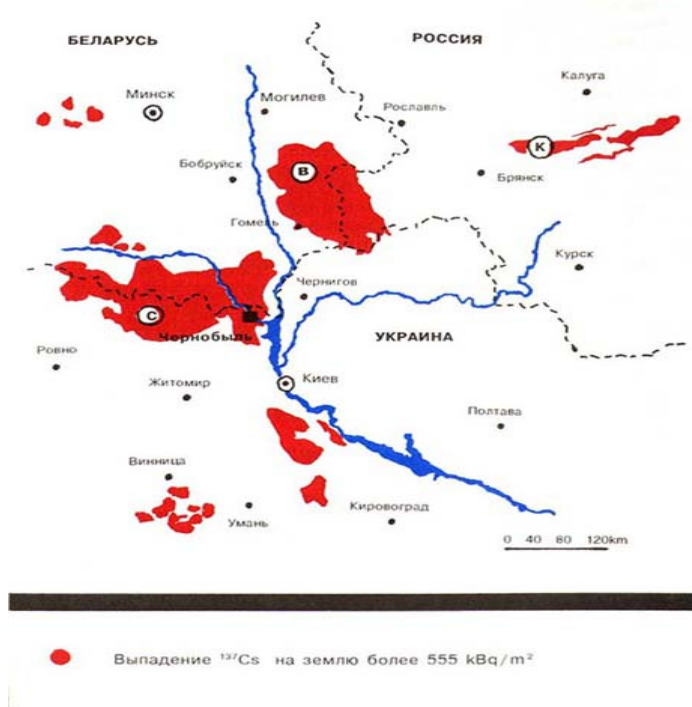 БЕЛАРУСЬ
РОССИЯ
Калуга
Минск
Могилев
Рославль
К
В
Бобруйск
Брянск
Гомель
Курск
Чернигов
С
Чернобыль
УКРАИНА
Ровно
Киев
Житомир
Полтава
Винница
Умань
Кировоград
0 40 80 120km
Выпадение ¹³⁷Cs на землю более 555 kBq/m²